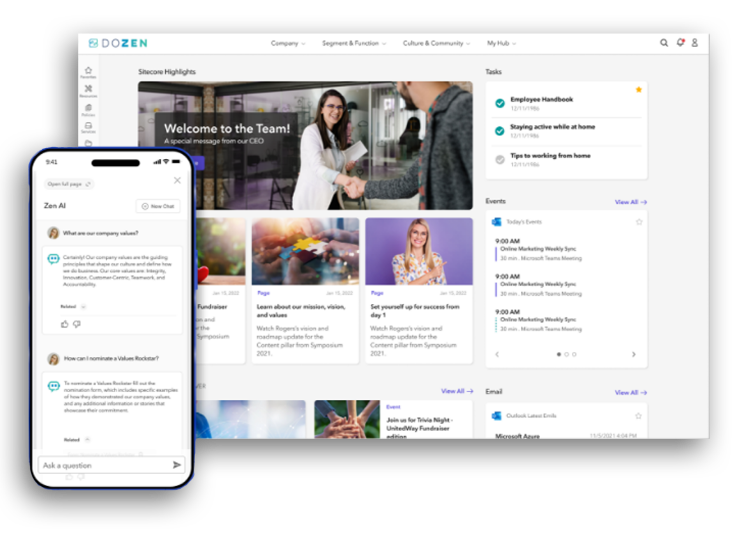 DOZEN
Company
Segment & Function
Culture & Community
My Hub
Favorites
Resources
Policies
Services
Sitecore Highlights
Welcome to the Team!
A special message from our CEO
Tasks
Employee Handbook
12/11/1986
Staying active while at home
12/11/1986
Tips to working from home
12/11/1986
Events
View All →
Today's Events
9:00 AM
Online Marketing Weekly Sync
30 min. Microsoft Teams Meeting
9:00 AM
Online Marketing Weekly Sync
30 min. Microsoft Teams Meeting
9:00 AM
Online Marketing Weekly Sync
30 min. Microsoft Teams Meeting
Jan 15, 2022
Fundraiser
on and
r the
Symposium
Page
Jan 15, 2022
Learn about our mission, vision,
and values
Watch Rogens's vision and
roadmap update for the
Content pillar from Symposium
2021.
Page
Jan 15, 2022
Set yourself up for success from
day 1
Watch Rogens's vision and
roadmap update for the
Content pillar from Symposium
2021.
VER
View All →
Event
Join us for Trivia Night -
UnitedWay Fundraiser
edition
Email
View All →
Outlook Latest Emils
Microsoft Azure
11/5/2021 4:04 PM
9:41
Open full page
Zen AI
New Chat
What are our company values?
Certainly! Our company values are the guiding
principles that shape our culture and define how
we do business. Our core values are: Integrity,
Innovation, Customer-Centric, Teamwork, and
Accountability.
Related
How can I nominate a Values Rockstar?
To nominate a Values Rockstar fill out the
nomination form, which includes specific examples
of how they demonstrated our company values,
and any additional information or stories that
showcase their commitment.
Related
Ask a question